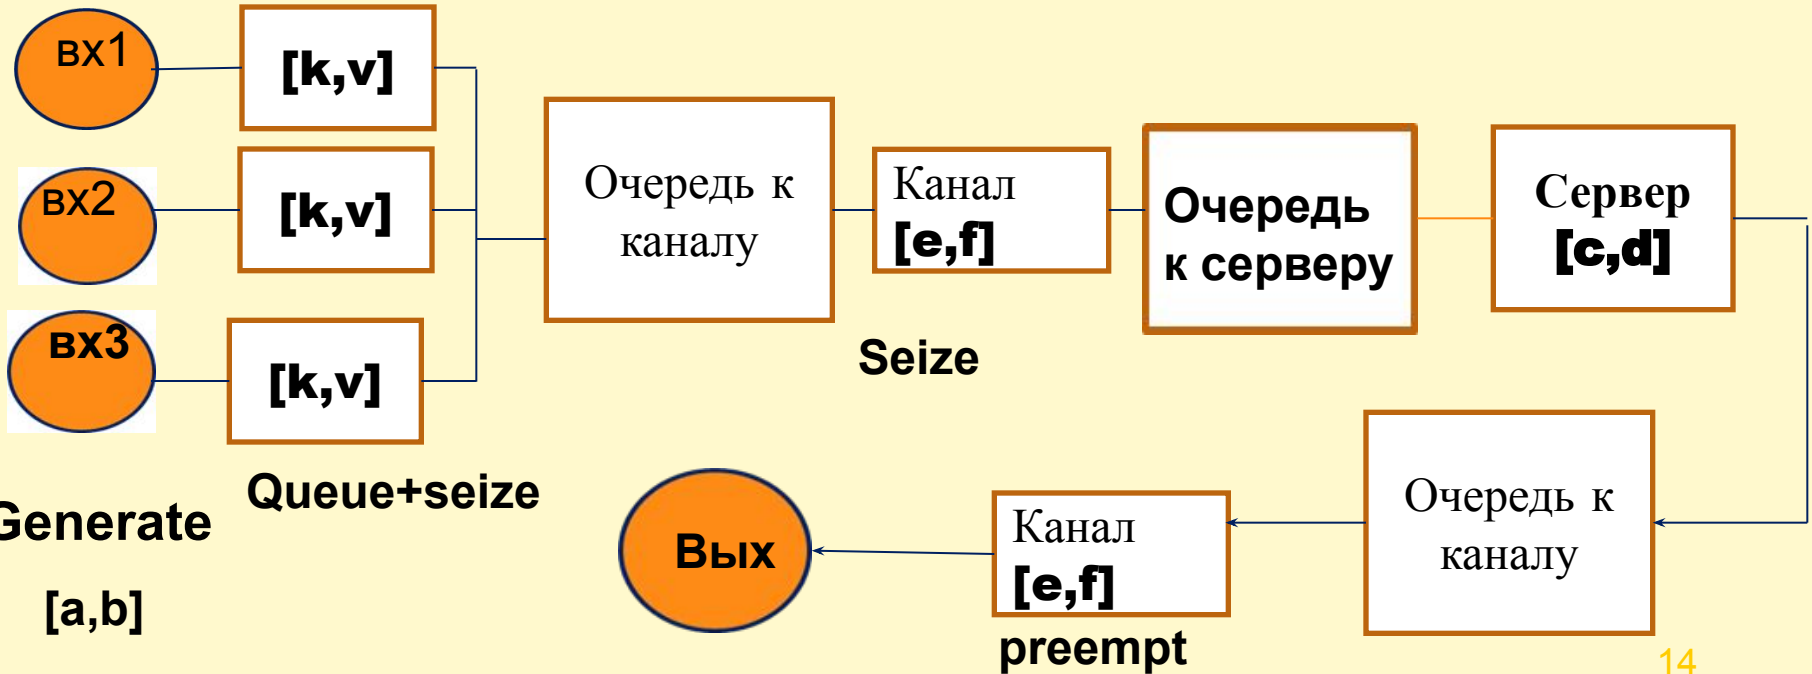 вх1
[k,v]
вх2
[k,v]
вх3
[k,v]
Очередь к
каналу
Канал
[e,f]
Очередь
к серверу
Сервер
[c,d]
Seize
Queue+seize
Generate
[a,b]
Вых
Канал
[e,f]
preempt
Очередь к
каналу
14